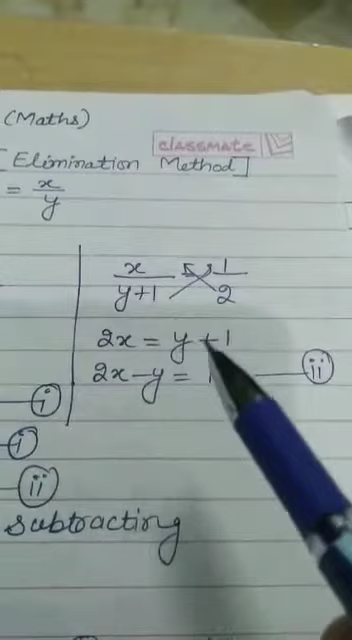 (Maths)
classmate
[Elimination Method]
= x/y
x/y+1 = 1/2
2x = y+1
2x-y = 1 (ii)
(i)
(i)
(ii)
subtracting